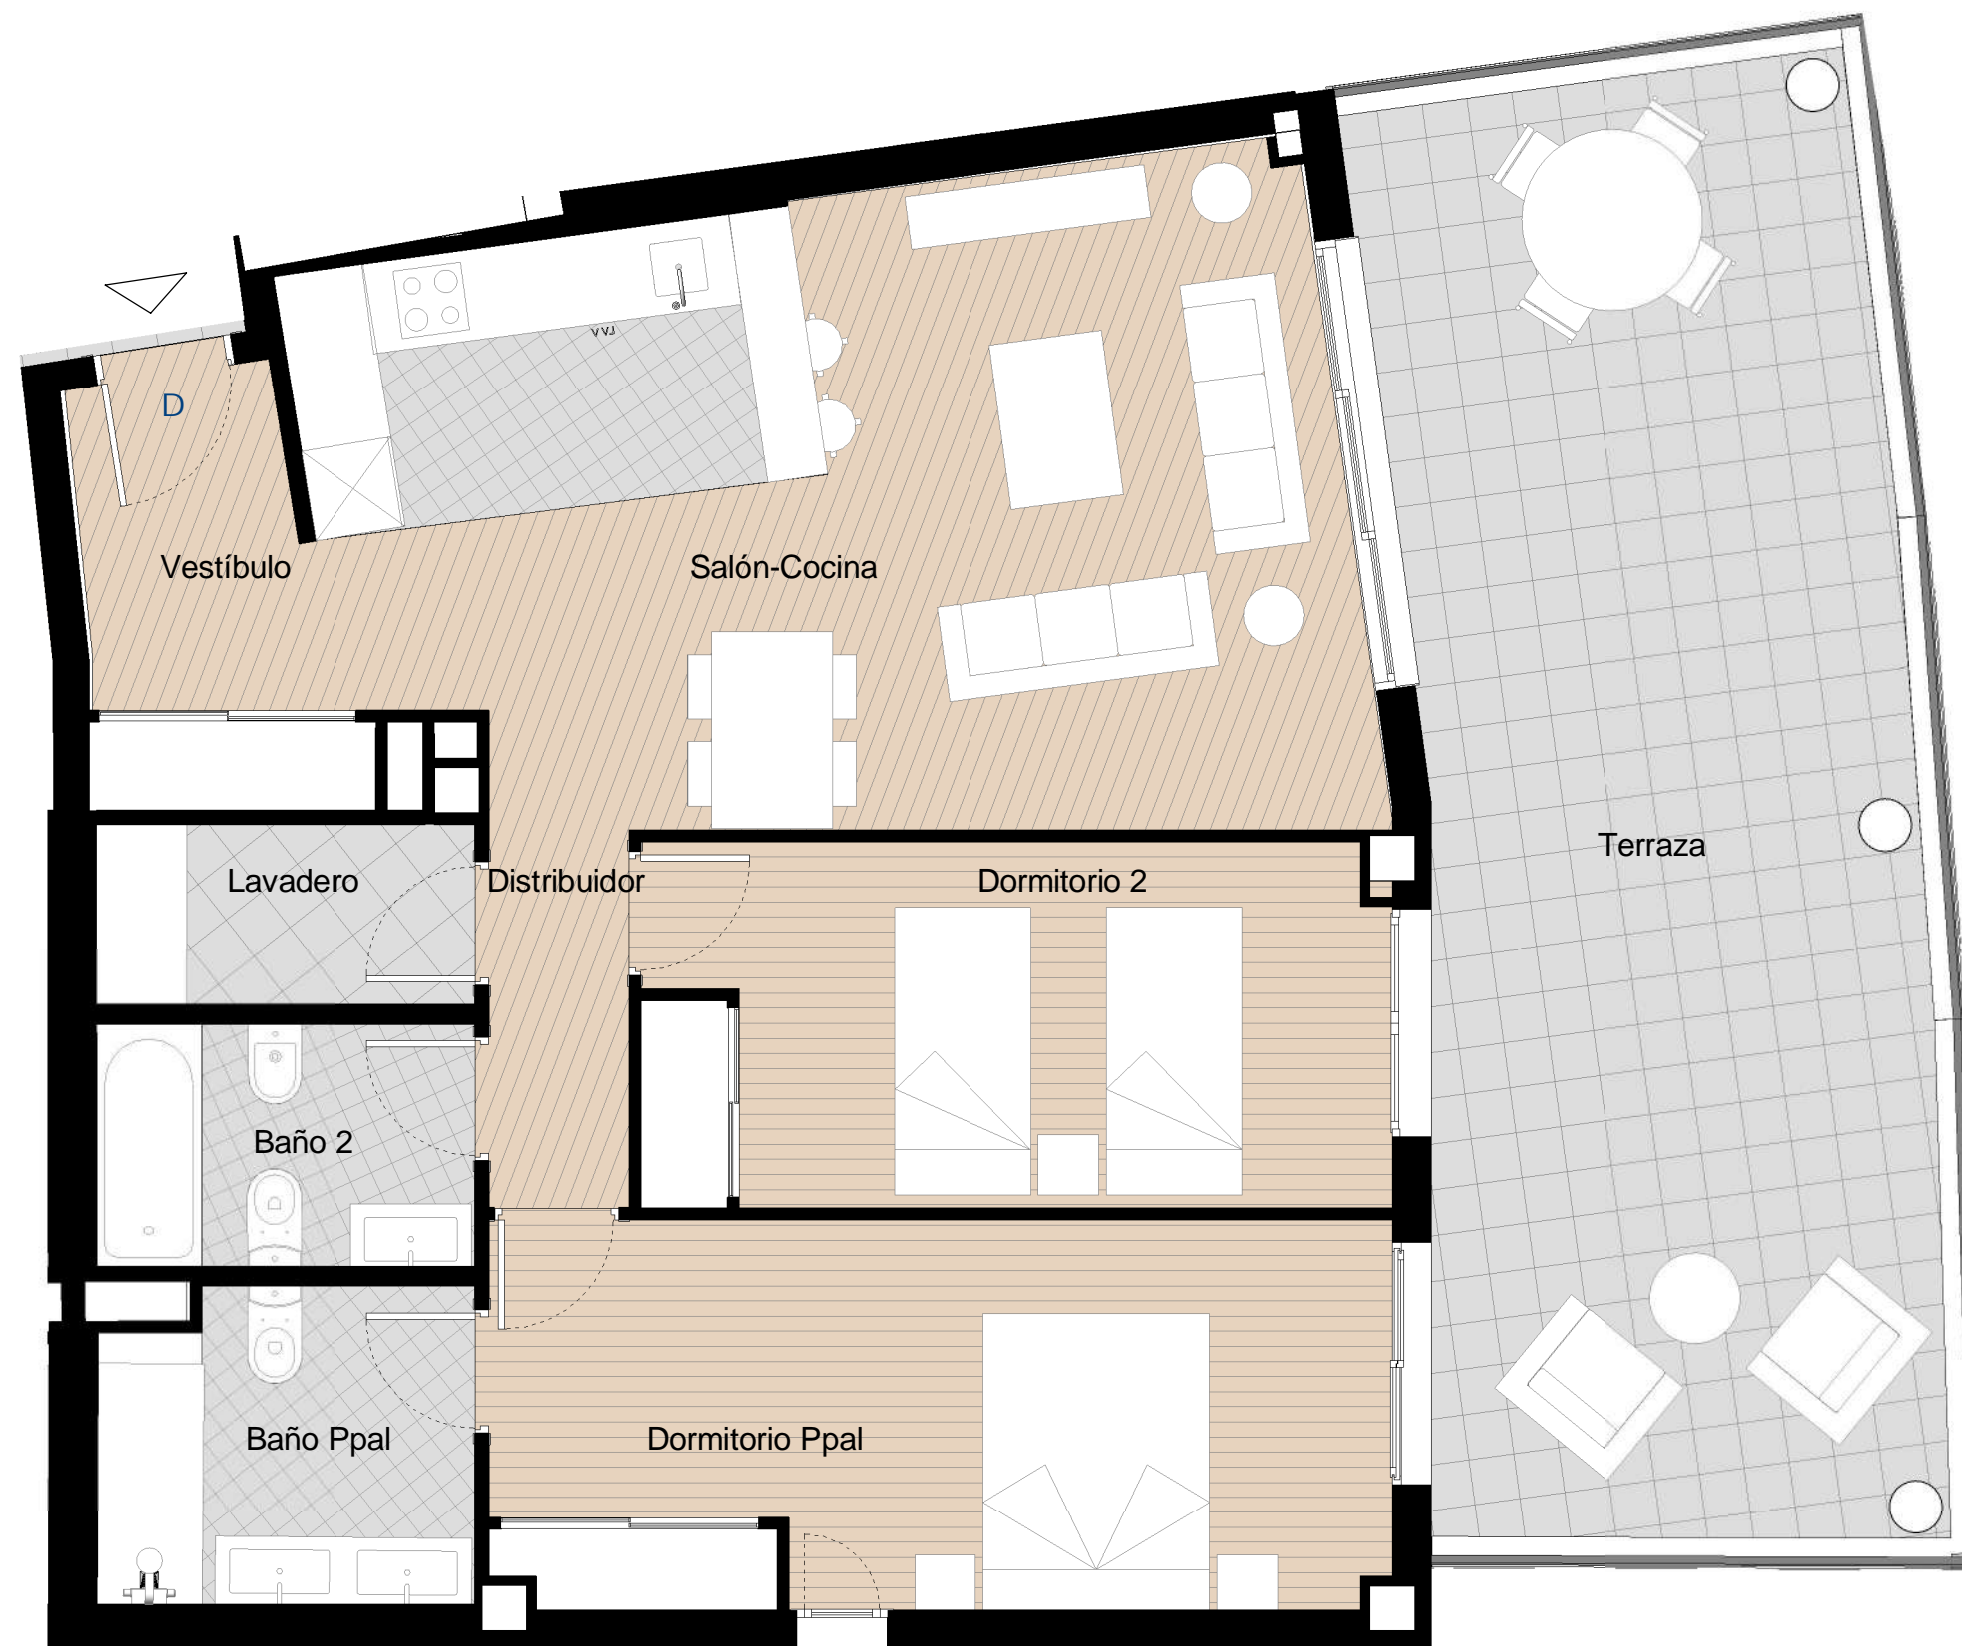 D
Vestíbulo
Salón-Cocina
Terraza
Lavadero
Distribuidor
Dormitorio 2
Baño 2
Baño Ppal
Dormitorio Ppal